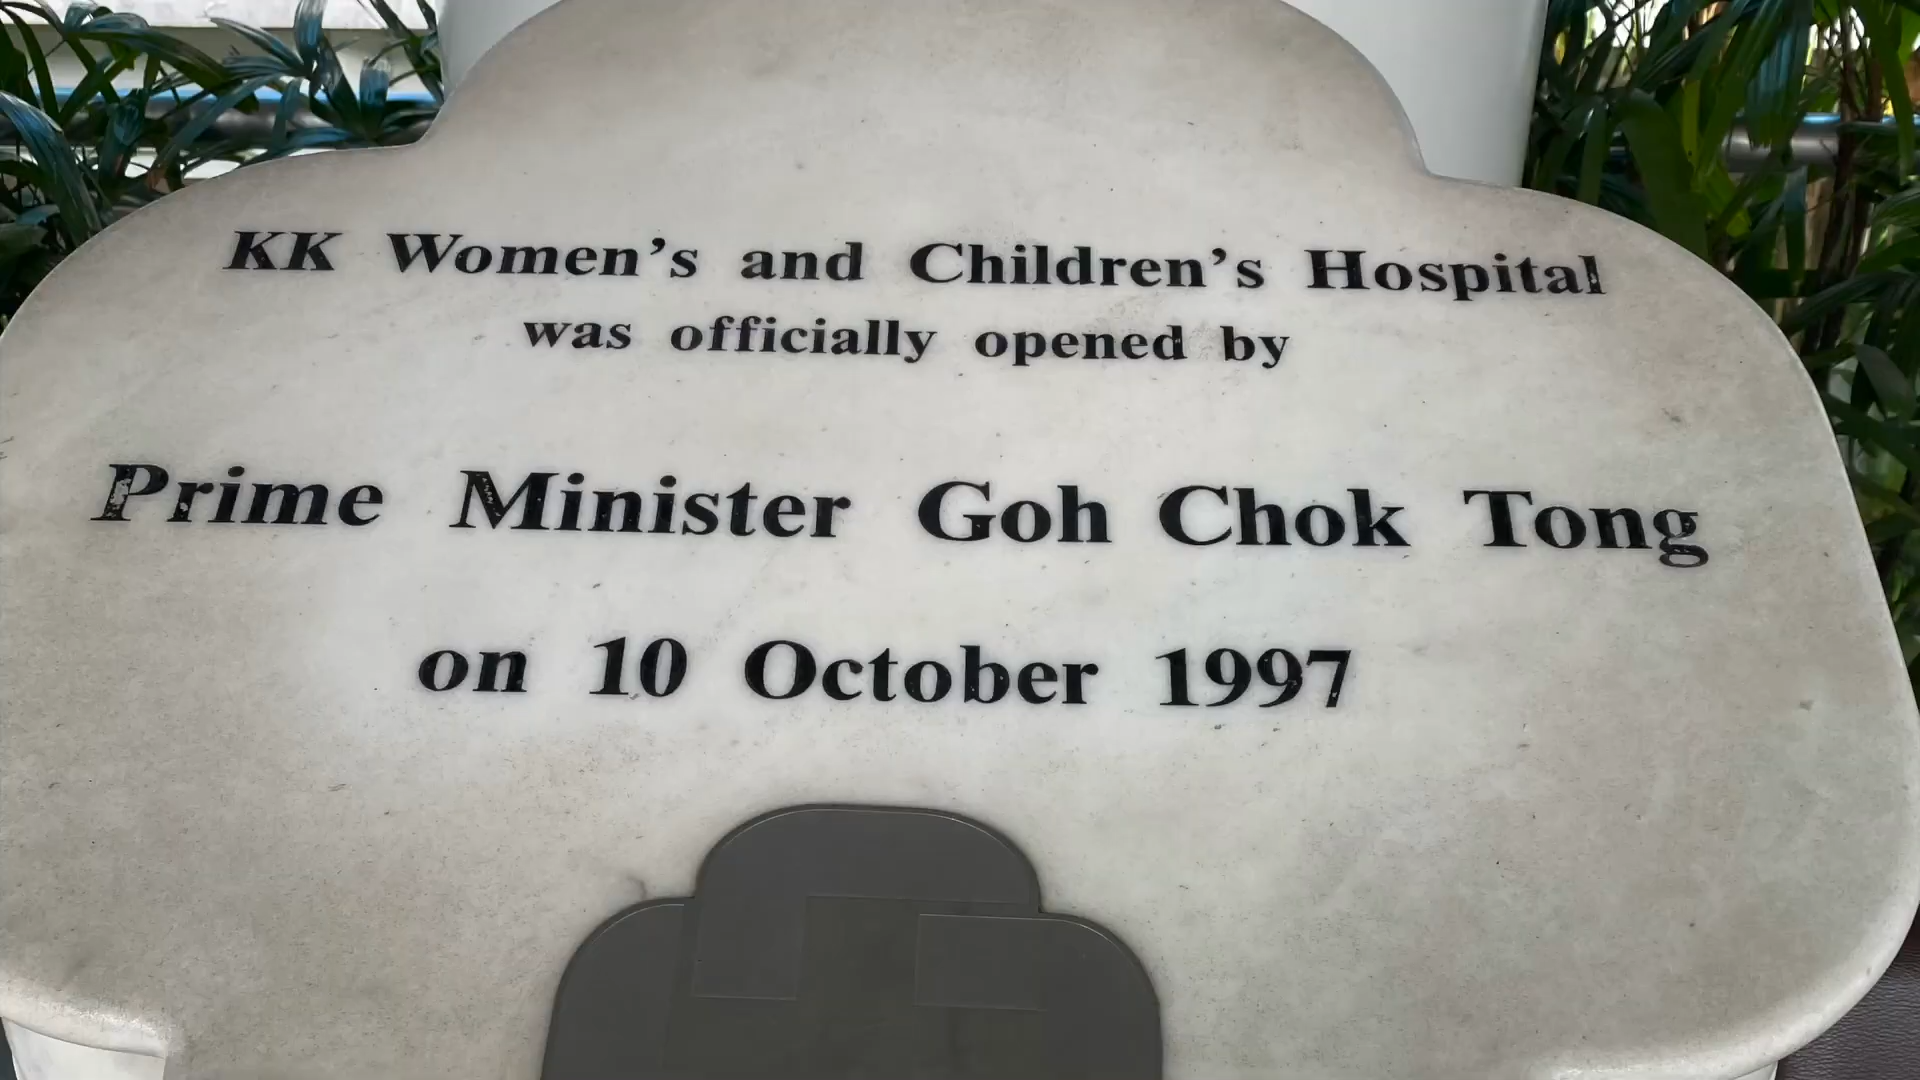 KK Women's and Children's Hospital
was officially opened by
Prime Minister Goh Chok Tong
on 10 October 1997